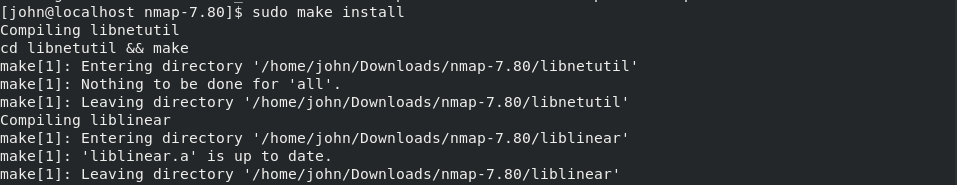 [john@localhost nmap-7.80]$ sudo make install
Compiling libnetutil
cd libnetutil && make
make[1]: Entering directory '/home/john/Downloads/nmap-7.80/libnetutil'
make[1]: Nothing to be done for 'all'.
make[1]: Leaving directory '/home/john/Downloads/nmap-7.80/libnetutil'
Compiling liblinear
make[1]: Entering directory '/home/john/Downloads/nmap-7.80/liblinear'
make[1]: 'liblinear.a' is up to date.
make[1]: Leaving directory '/home/john/Downloads/nmap-7.80/liblinear'